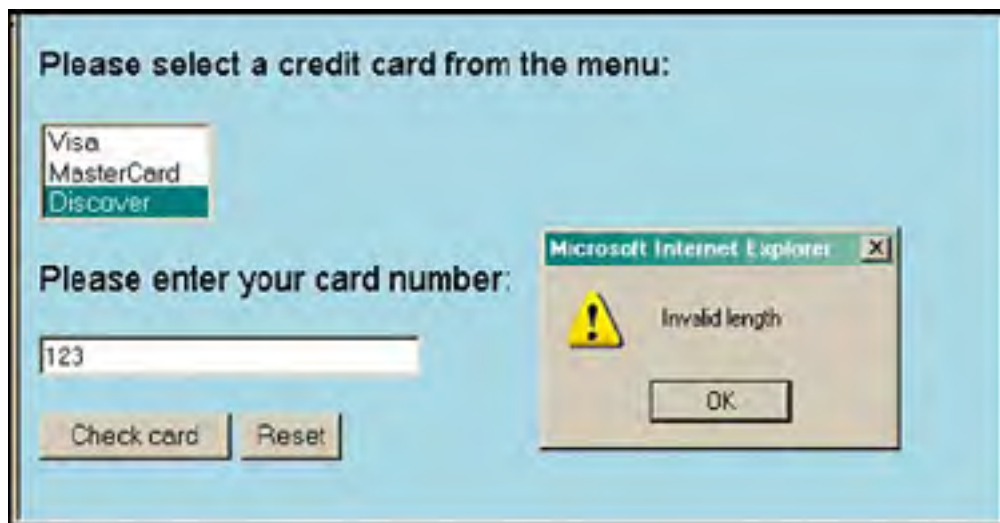 Please select a credit card from the menu:
Visa
MasterCard
Discover
Please enter your card number:
123
Check card
Reset
Microsoft Internet Explorer
Invalid length
OK